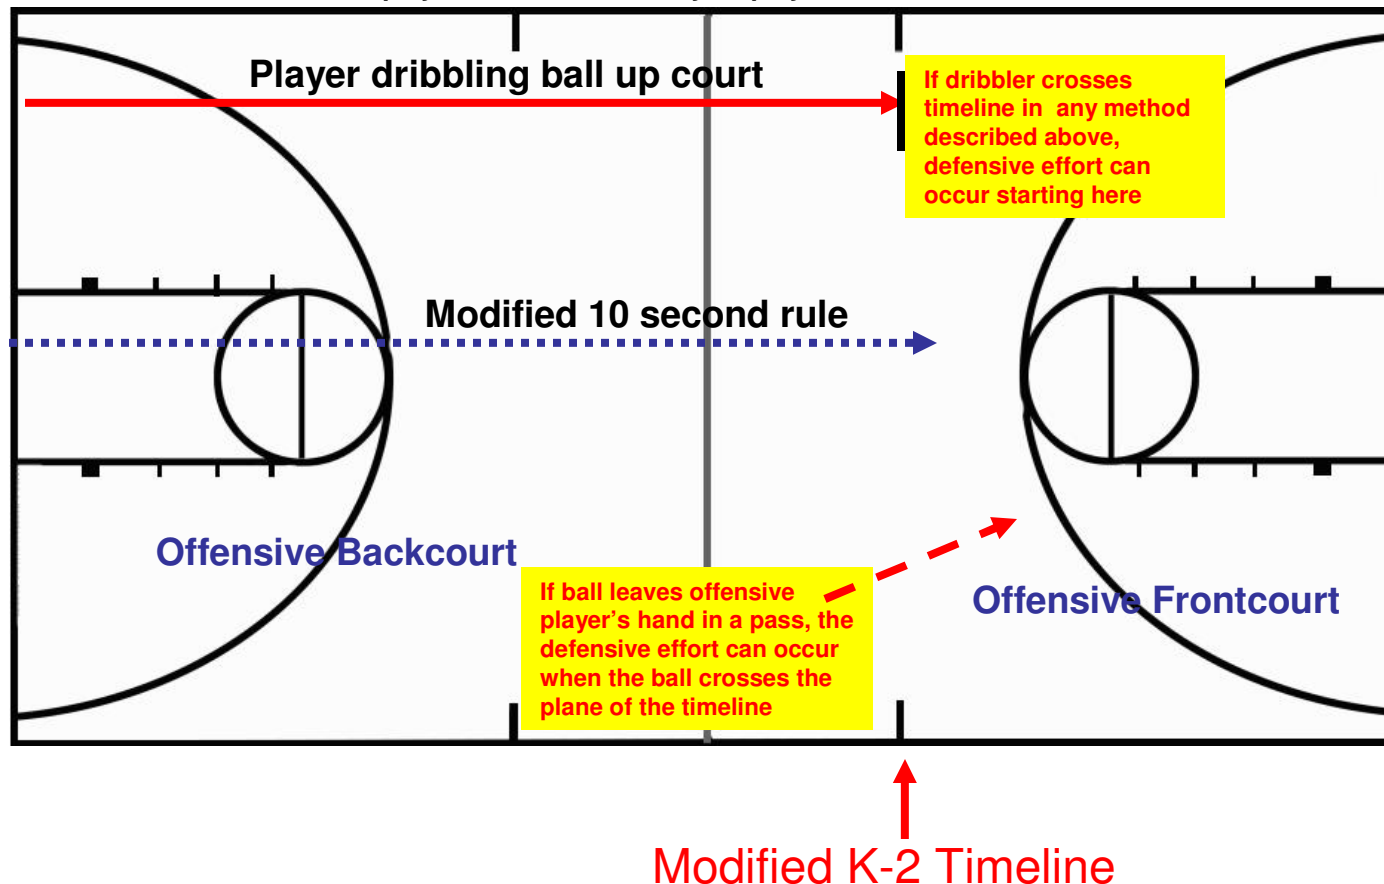 Player dribbling ball up court
If dribbler crosses
timeline in any method
described above,
defensive effort can
occur starting here
Modified 10 second rule
Offensive Backcourt
If ball leaves offensive
player’s hand in a pass, the
defensive effort can occur
when the ball crosses the
plane of the timeline
Offensive Frontcourt
Modified K-2 Timeline